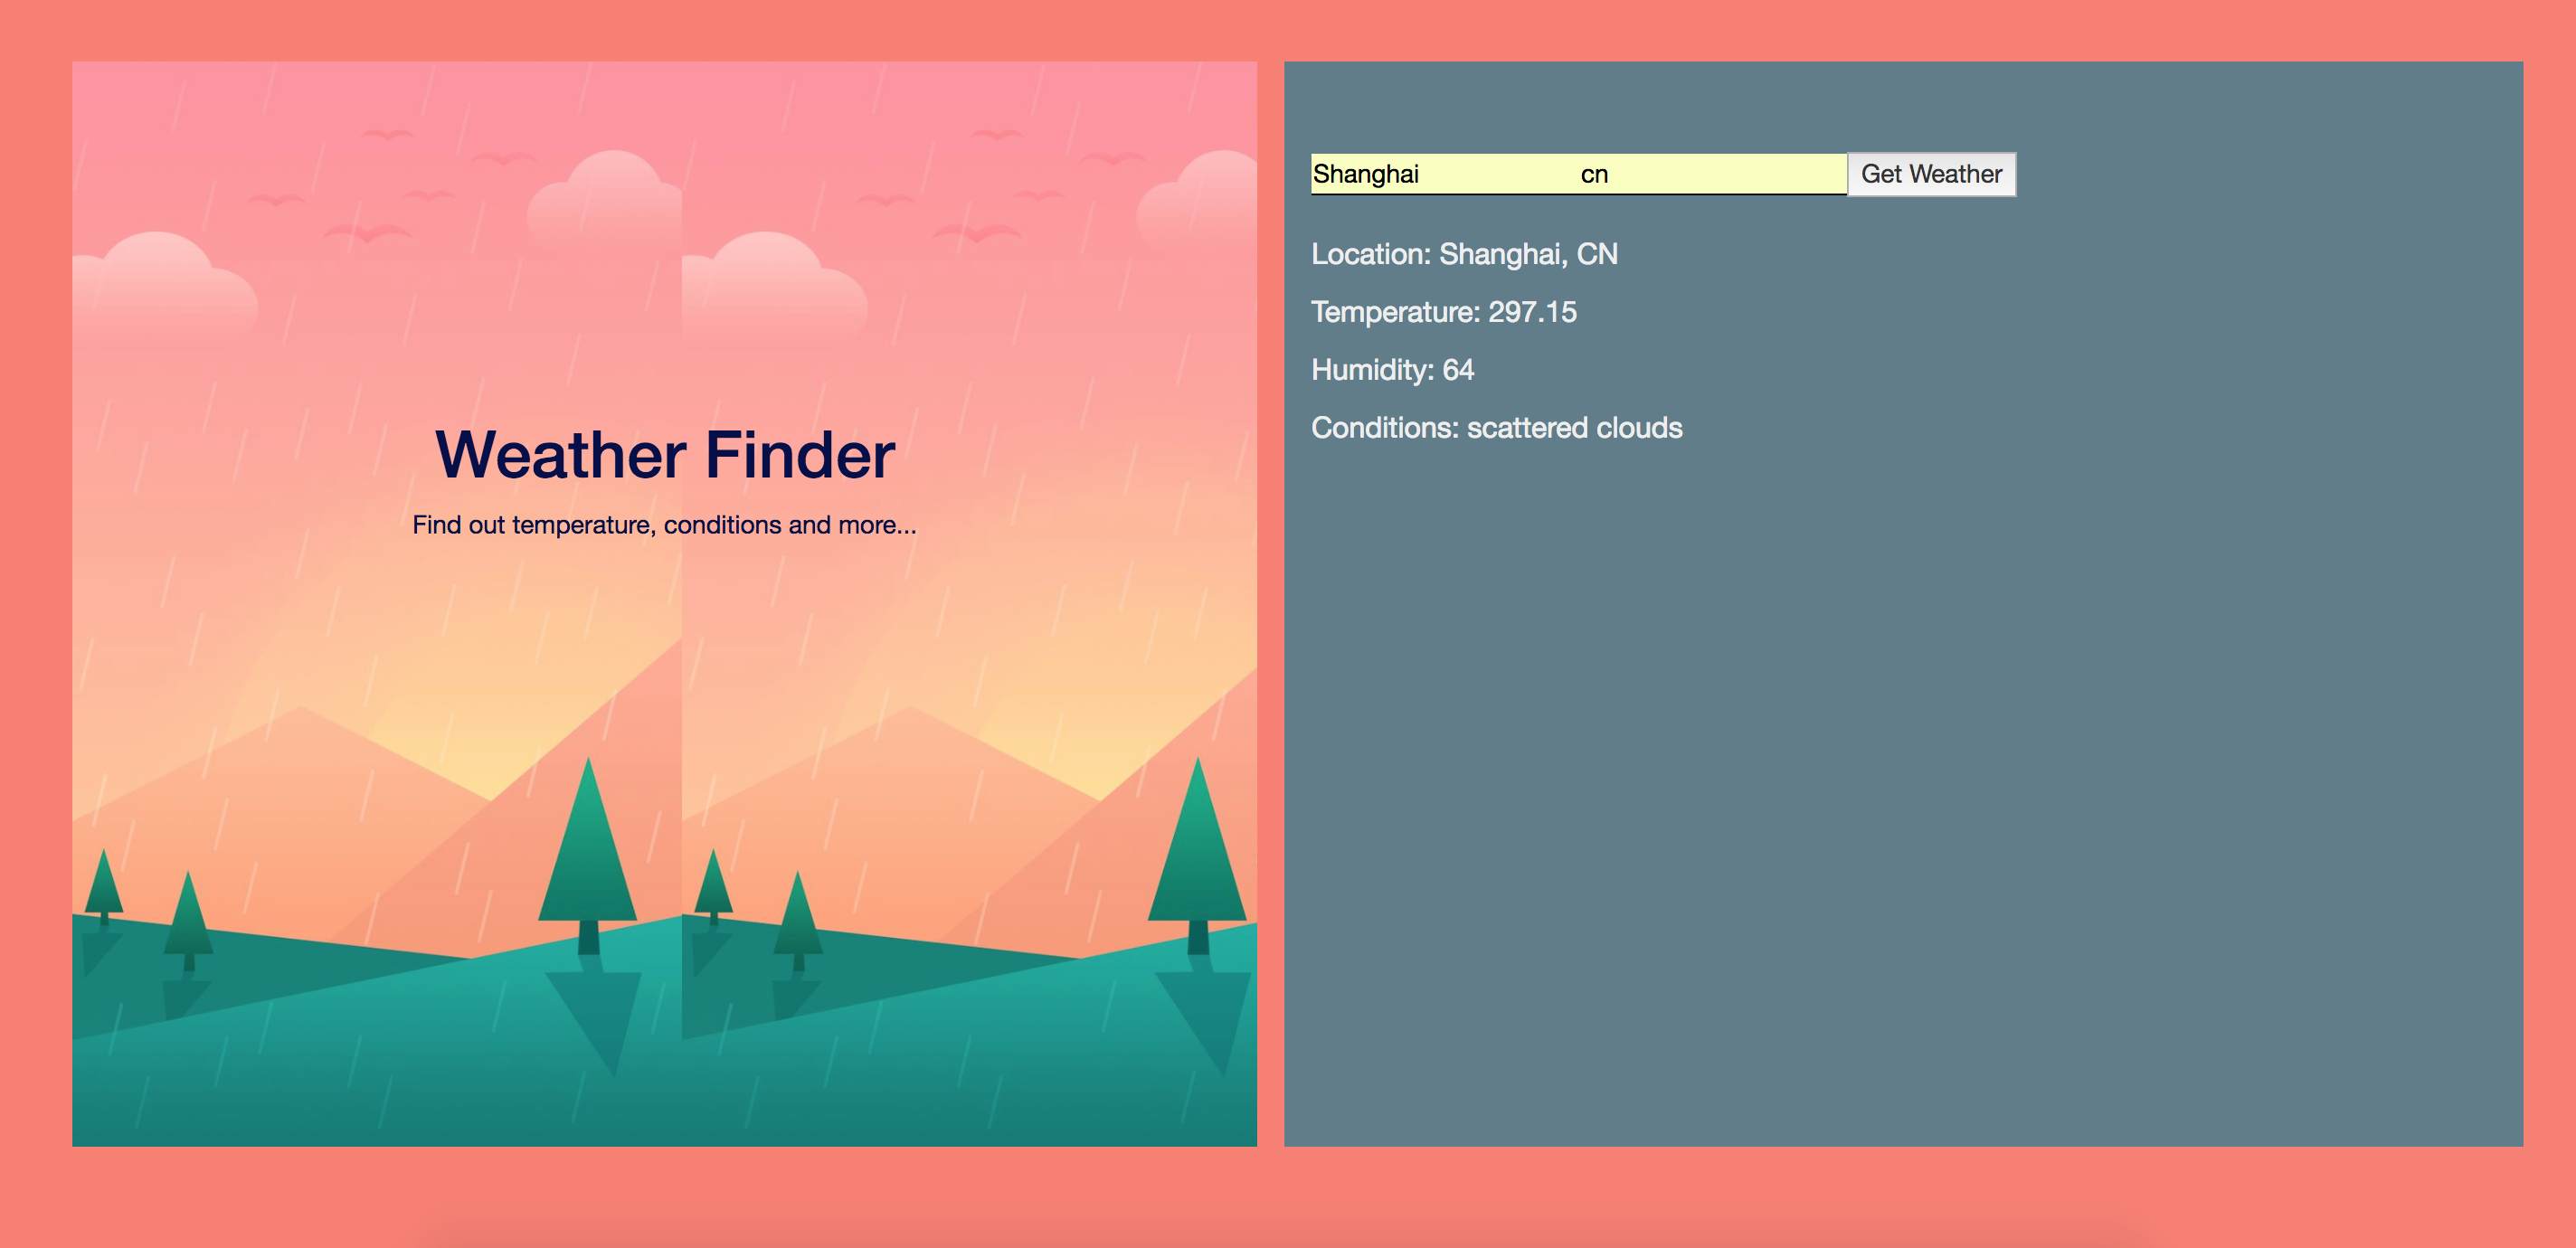 Weather Finder
Find out temperature, conditions and more...
Shanghai cn Get Weather
Location: Shanghai, CN
Temperature: 297.15
Humidity: 64
Conditions: scattered clouds